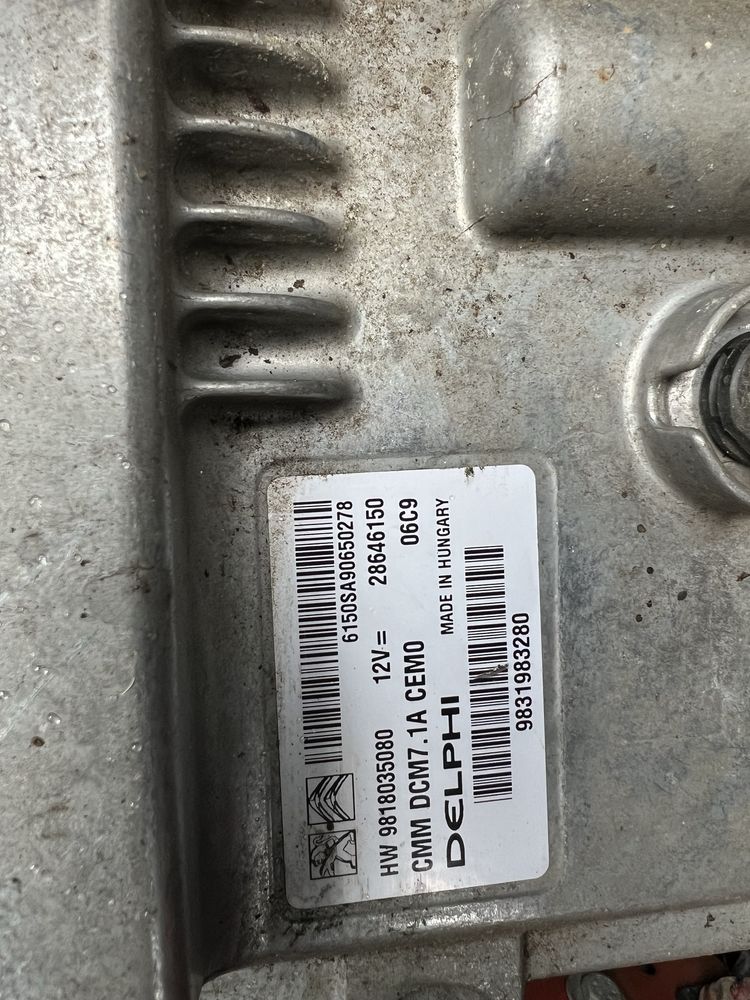 6150SA90650278
HW 9818035080 12V= 28646150
CMM DCM7.1A CEM0 06C9
DELPHI MADE IN HUNGARY
9831983280